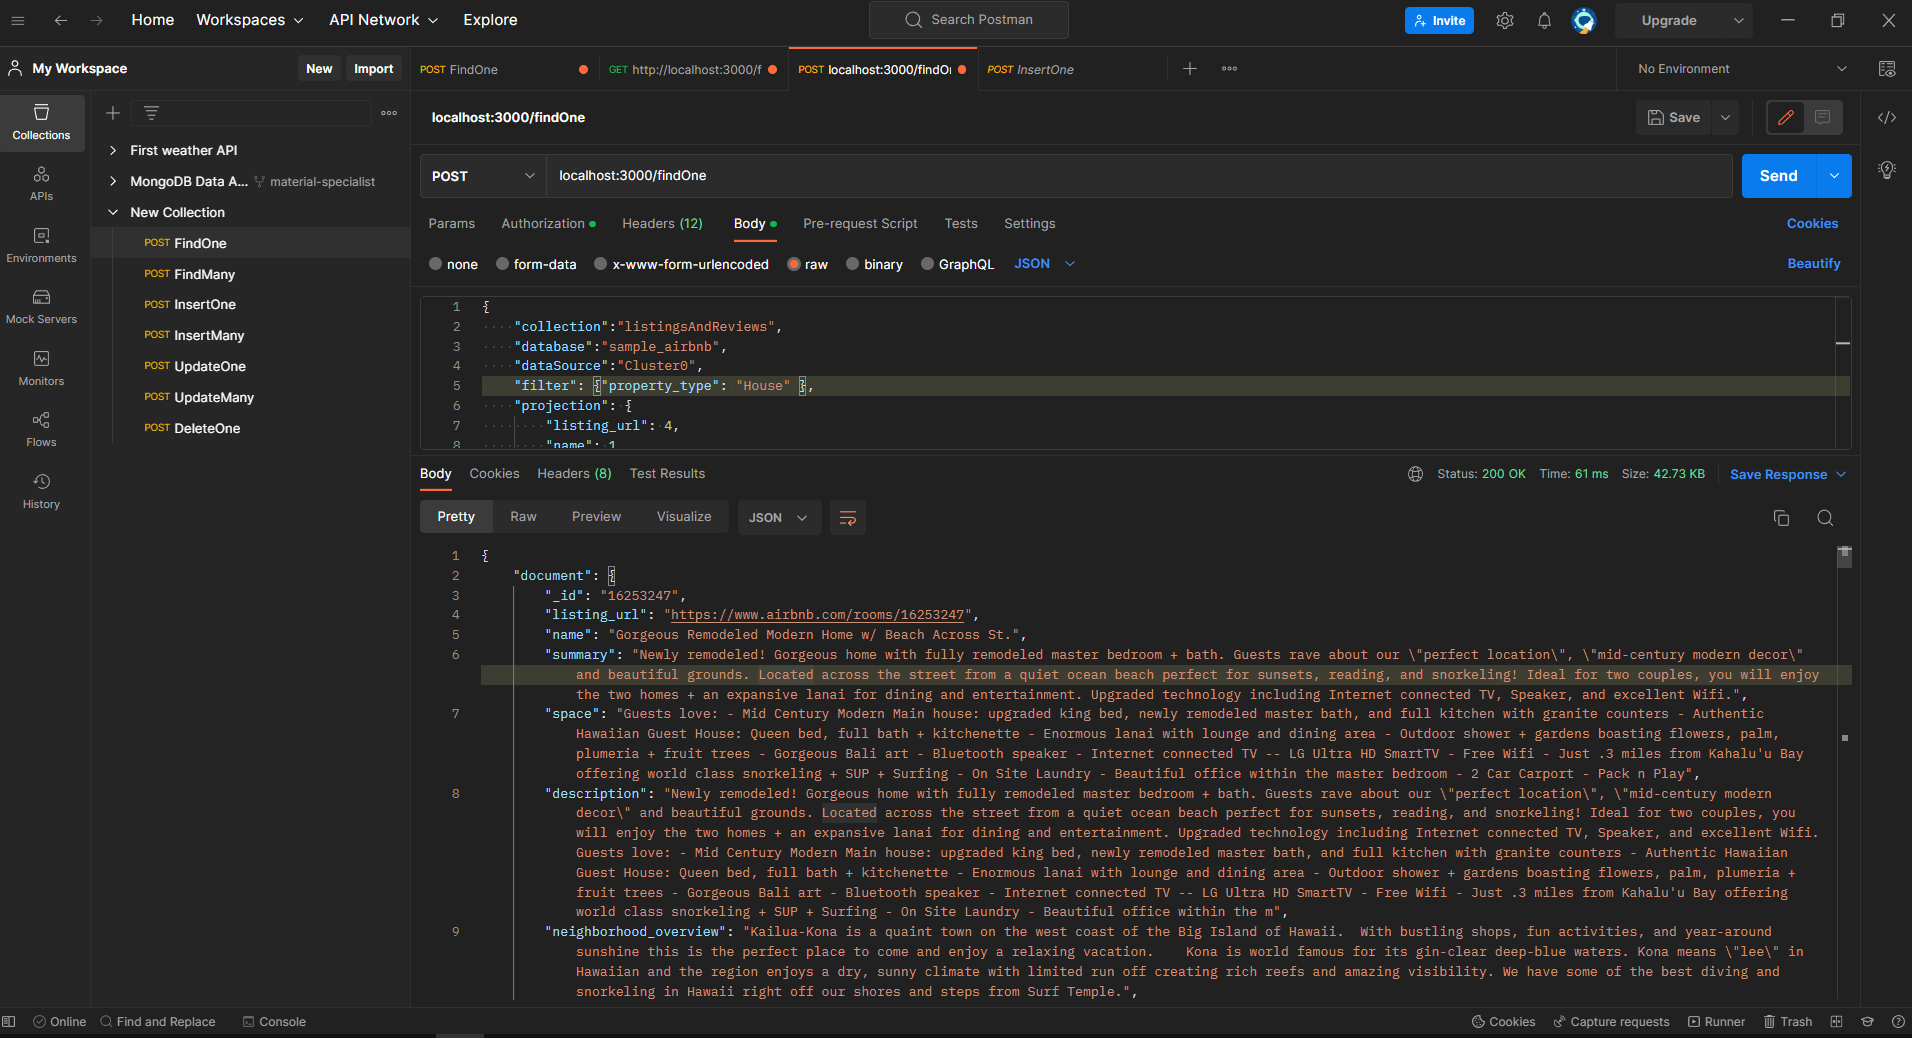 Home Workspaces API Network Explore Search Postman Invite Upgrade
My Workspace New Import POST FindOne GET http://localhost:3000/f POST localhost:3000/findOn POST InsertOne No Environment
Collections
APIs
Environments
Mock Servers
Monitors
Flows
History
First weather API
MongoDB Data A... material-specialist
New Collection
POST FindOne
POST FindMany
POST InsertOne
POST InsertMany
POST UpdateOne
POST UpdateMany
POST DeleteOne
localhost:3000/findOne Save
POST localhost:3000/findOne Send
Params Authorization Headers (12) Body Pre-request Script Tests Settings Cookies
none form-data x-www-form-urlencoded raw binary GraphQL JSON Beautify
1 {
2 "collection":"listingsAndReviews",
3 "database":"sample_airbnb",
4 "dataSource":"Cluster0",
5 "filter": {"property_type": "House" },
6 "projection": {
7 "listing_url": 4,
8 "name": 1
Body Cookies Headers (8) Test Results Status: 200 OK Time: 61 ms Size: 42.73 KB Save Response
Pretty Raw Preview Visualize JSON
1 {
2 "document": {
3 "_id": "16253247",
4 "listing_url": "https://www.airbnb.com/rooms/16253247",
5 "name": "Gorgeous Remodeled Modern Home w/ Beach Across St.",
6 "summary": "Newly remodeled! Gorgeous home with fully remodeled master bedroom + bath. Guests rave about our \"perfect location\", \"mid-century modern decor\"
and beautiful grounds. Located across the street from a quiet ocean beach perfect for sunsets, reading, and snorkeling! Ideal for two couples, you will enjoy
the two homes + an expansive lanai for dining and entertainment. Upgraded technology including Internet connected TV, Speaker, and excellent Wifi.",
7 "space": "Guests love: - Mid Century Modern Main house: upgraded king bed, newly remodeled master bath, and full kitchen with granite counters - Authentic
Hawaiian Guest House: Queen bed, full bath + kitchenette - Enormous lanai with lounge and dining area - Outdoor shower + gardens boasting flowers, palm,
plumeria + fruit trees - Gorgeous Bali art - Bluetooth speaker - Internet connected TV -- LG Ultra HD SmartTV - Free Wifi - Just .3 miles from Kahalu'u Bay
offering world class snorkeling + SUP + Surfing - On Site Laundry - Beautiful office within the master bedroom - 2 Car Carport - Pack n Play",
8 "description": "Newly remodeled! Gorgeous home with fully remodeled master bedroom + bath. Guests rave about our \"perfect location\", \"mid-century modern
decor\" and beautiful grounds. Located across the street from a quiet ocean beach perfect for sunsets, reading, and snorkeling! Ideal for two couples, you
will enjoy the two homes + an expansive lanai for dining and entertainment. Upgraded technology including Internet connected TV, Speaker, and excellent Wifi.
Guests love: - Mid Century Modern Main house: upgraded king bed, newly remodeled master bath, and full kitchen with granite counters - Authentic Hawaiian
Guest House: Queen bed, full bath + kitchenette - Enormous lanai with lounge and dining area - Outdoor shower + gardens boasting flowers, palm, plumeria +
fruit trees - Gorgeous Bali art - Bluetooth speaker - Internet connected TV -- LG Ultra HD SmartTV - Free Wifi - Just .3 miles from Kahalu'u Bay offering
world class snorkeling + SUP + Surfing - On Site Laundry - Beautiful office within the m",
9 "neighborhood_overview": "Kailua-Kona is a quaint town on the west coast of the Big Island of Hawaii.  With bustling shops, fun activities, and year-around
sunshine this is the perfect place to come and enjoy a relaxing vacation.    Kona is world famous for its gin-clear deep-blue waters. Kona means \"lee\" in
Hawaiian and the region enjoys a dry, sunny climate with limited run off creating rich reefs and amazing visibility. We have some of the best diving and
snorkeling in Hawaii right off our shores and steps from Surf Temple.",
Online Find and Replace Console Cookies Capture requests Runner Trash